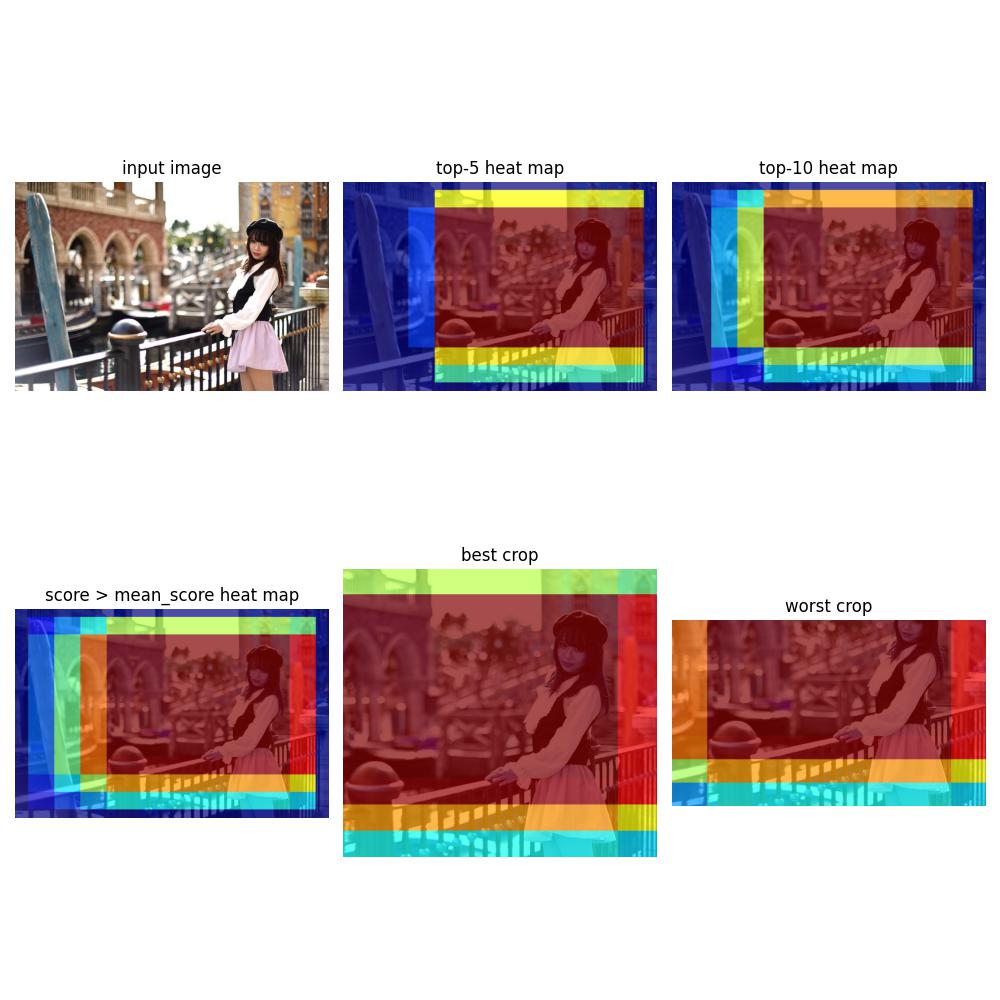 input image
top-5 heat map
top-10 heat map
score > mean_score heat map
best crop
worst crop